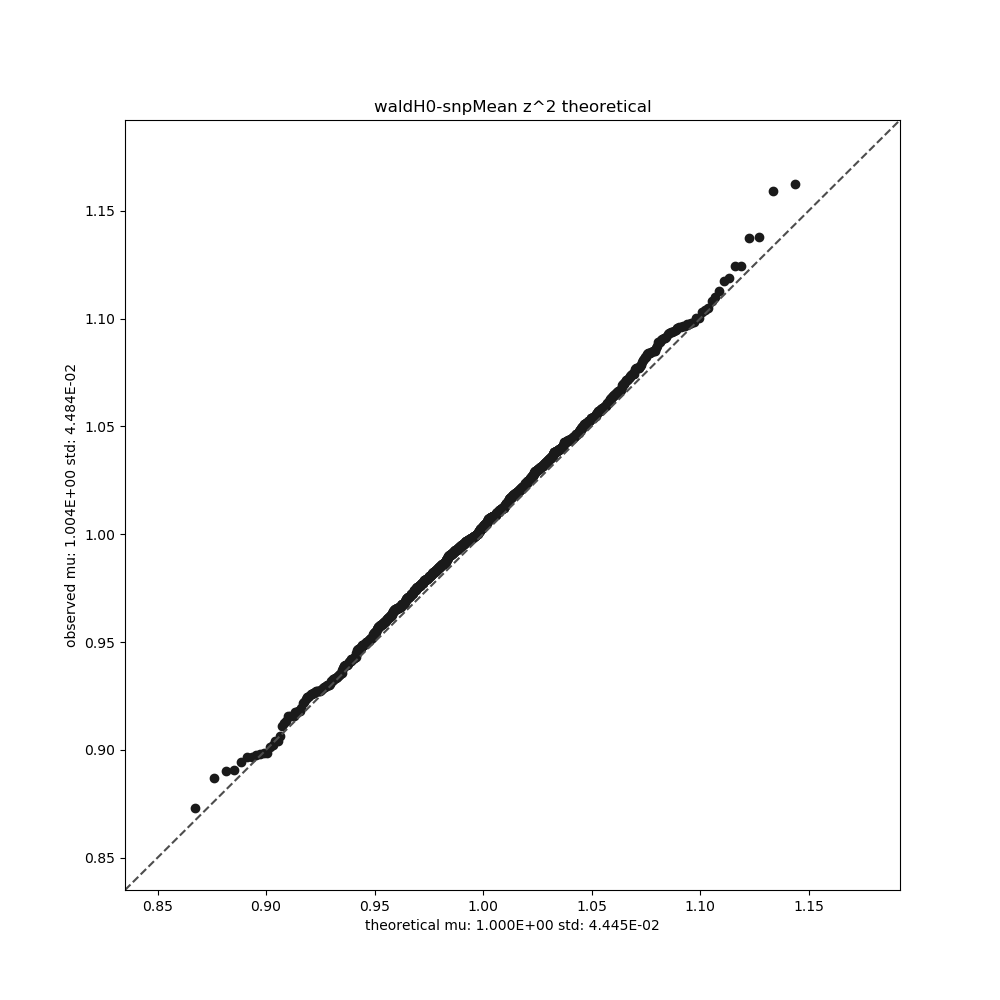 waldH0-snpMean z^2 theoretical
1.15
1.10
1.05
1.00
0.95
0.90
0.85
observed mu: 1.004E+00 std: 4.484E-02
0.85 0.90 0.95 1.00 1.05 1.10 1.15
theoretical mu: 1.000E+00 std: 4.445E-02